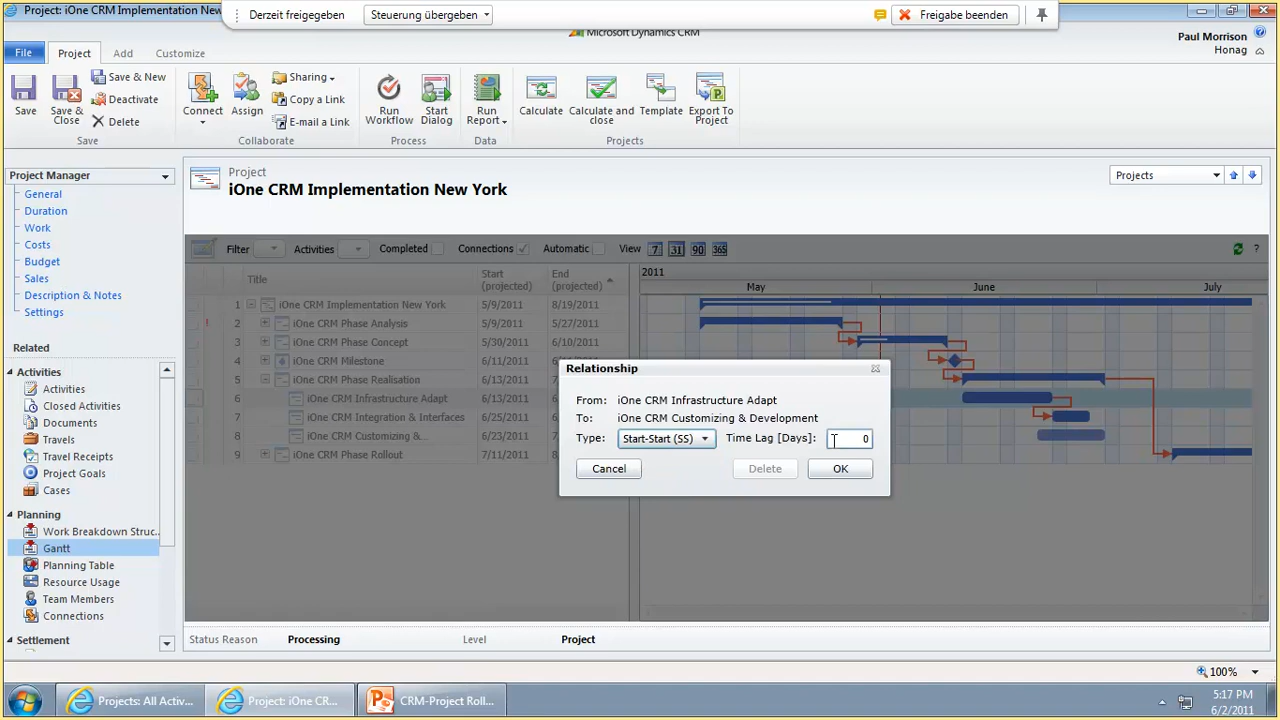 Project: iOne CRM Implementation New
Derzeit freigegeben
Steuerung übergeben
Freigabe beenden
Microsoft Dynamics CRM
File
Project
Add
Customize
Paul Morrison
Honag
Save
Save & Close
Save & New
Deactivate
Delete
Save
Connect
Assign
Sharing
Copy a Link
E-mail a Link
Collaborate
Run Workflow
Start Dialog
Process
Run Report
Data
Calculate
Calculate and close
Template
Export To Project
Projects
Project Manager
General
Duration
Work
Costs
Budget
Sales
Description & Notes
Settings
Related
Activities
Activities
Closed Activities
Documents
Travels
Travel Receipts
Project Goals
Cases
Planning
Work Breakdown Struc...
Gantt
Planning Table
Resource Usage
Team Members
Connections
Settlement
Project
iOne CRM Implementation New York
Projects
Filter
Activities
Completed
Connections
Automatic
View
7
31
90
365
?
Title
Start (projected)
End (projected)
2011
May
June
July
1 iOne CRM Implementation New York 5/9/2011 8/19/2011
2 iOne CRM Phase Analysis 5/9/2011 5/27/2011
3 iOne CRM Phase Concept 5/30/2011 6/10/2011
4 iOne CRM Milestone
5 iOne CRM Phase Realisation 6/13/2011
6 iOne CRM Infrastructure Adapt 6/13/2011
7 iOne CRM Integration & Interfaces 6/23/2011
8 iOne CRM Customizing &... 6/23/2011
9 iOne CRM Phase Rollout 7/11/2011
Relationship
From: iOne CRM Infrastructure Adapt
To: iOne CRM Customizing & Development
Type: Start-Start (SS) Time Lag [Days]: 0
Cancel
Delete
OK
Status Reason Processing Level Project
100%
Projects: All Activ...
Project: iOne CR...
CRM-Project Roll...
5:17 PM
6/2/2011